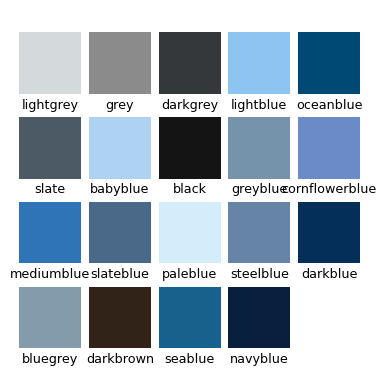 lightgrey grey darkgrey lightblue oceanblue
slate babyblue black greyblue cornflowerblue
mediumblue slateblue paleblue steelblue darkblue
bluegrey darkbrown seablue navyblue